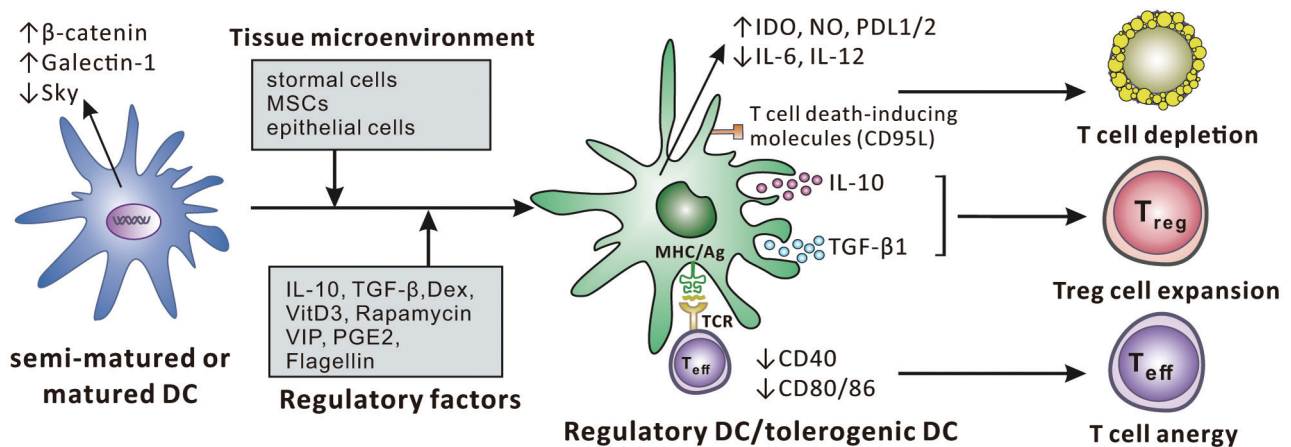 ↑β-catenin
↑Galectin-1
↓Sky
semi-matured or
matured DC
Tissue microenvironment
stormal cells
MSCs
epithelial cells
IL-10, TGF-β,Dex,
VitD3, Rapamycin
VIP, PGE2,
Flagellin
Regulatory factors
↑IDO, NO, PDL1/2
↓IL-6, IL-12
T cell death-inducing
molecules (CD95L)
IL-10
TGF-β1
MHC/Ag
TCR
Teff
↓CD40
↓CD80/86
Regulatory DC/tolerogenic DC
T cell depletion
Treg
Treg cell expansion
Teff
T cell anergy